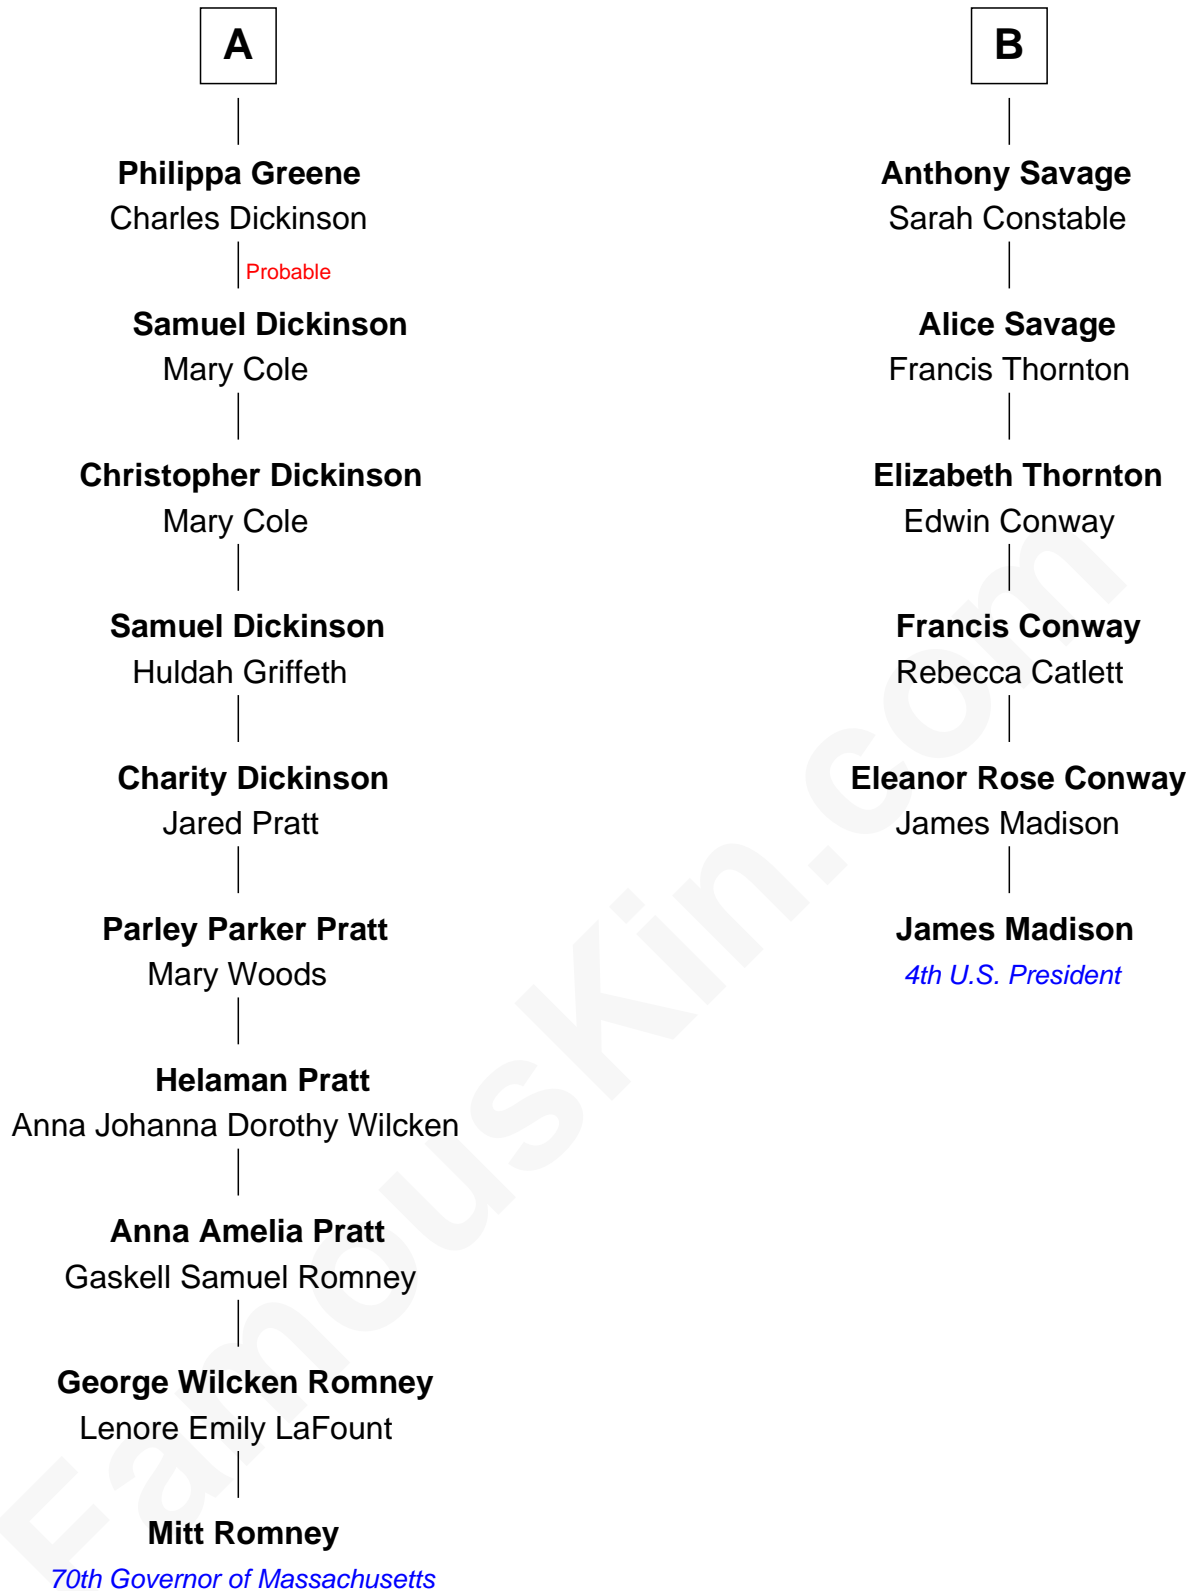 A
Philippa Greene
Charles Dickinson
Probable
Samuel Dickinson
Mary Cole
Christopher Dickinson
Mary Cole
Samuel Dickinson
Huldah Griffeth
Charity Dickinson
Jared Pratt
Parley Parker Pratt
Mary Woods
Helaman Pratt
Anna Johanna Dorothy Wilcken
Anna Amelia Pratt
Gaskell Samuel Romney
George Wilcken Romney
Lenore Emily LaFount
Mitt Romney
70th Governor of Massachusetts
B
Anthony Savage
Sarah Constable
Alice Savage
Francis Thornton
Elizabeth Thornton
Edwin Conway
Francis Conway
Rebecca Catlett
Eleanor Rose Conway
James Madison
James Madison
4th U.S. President
FamousKin.com